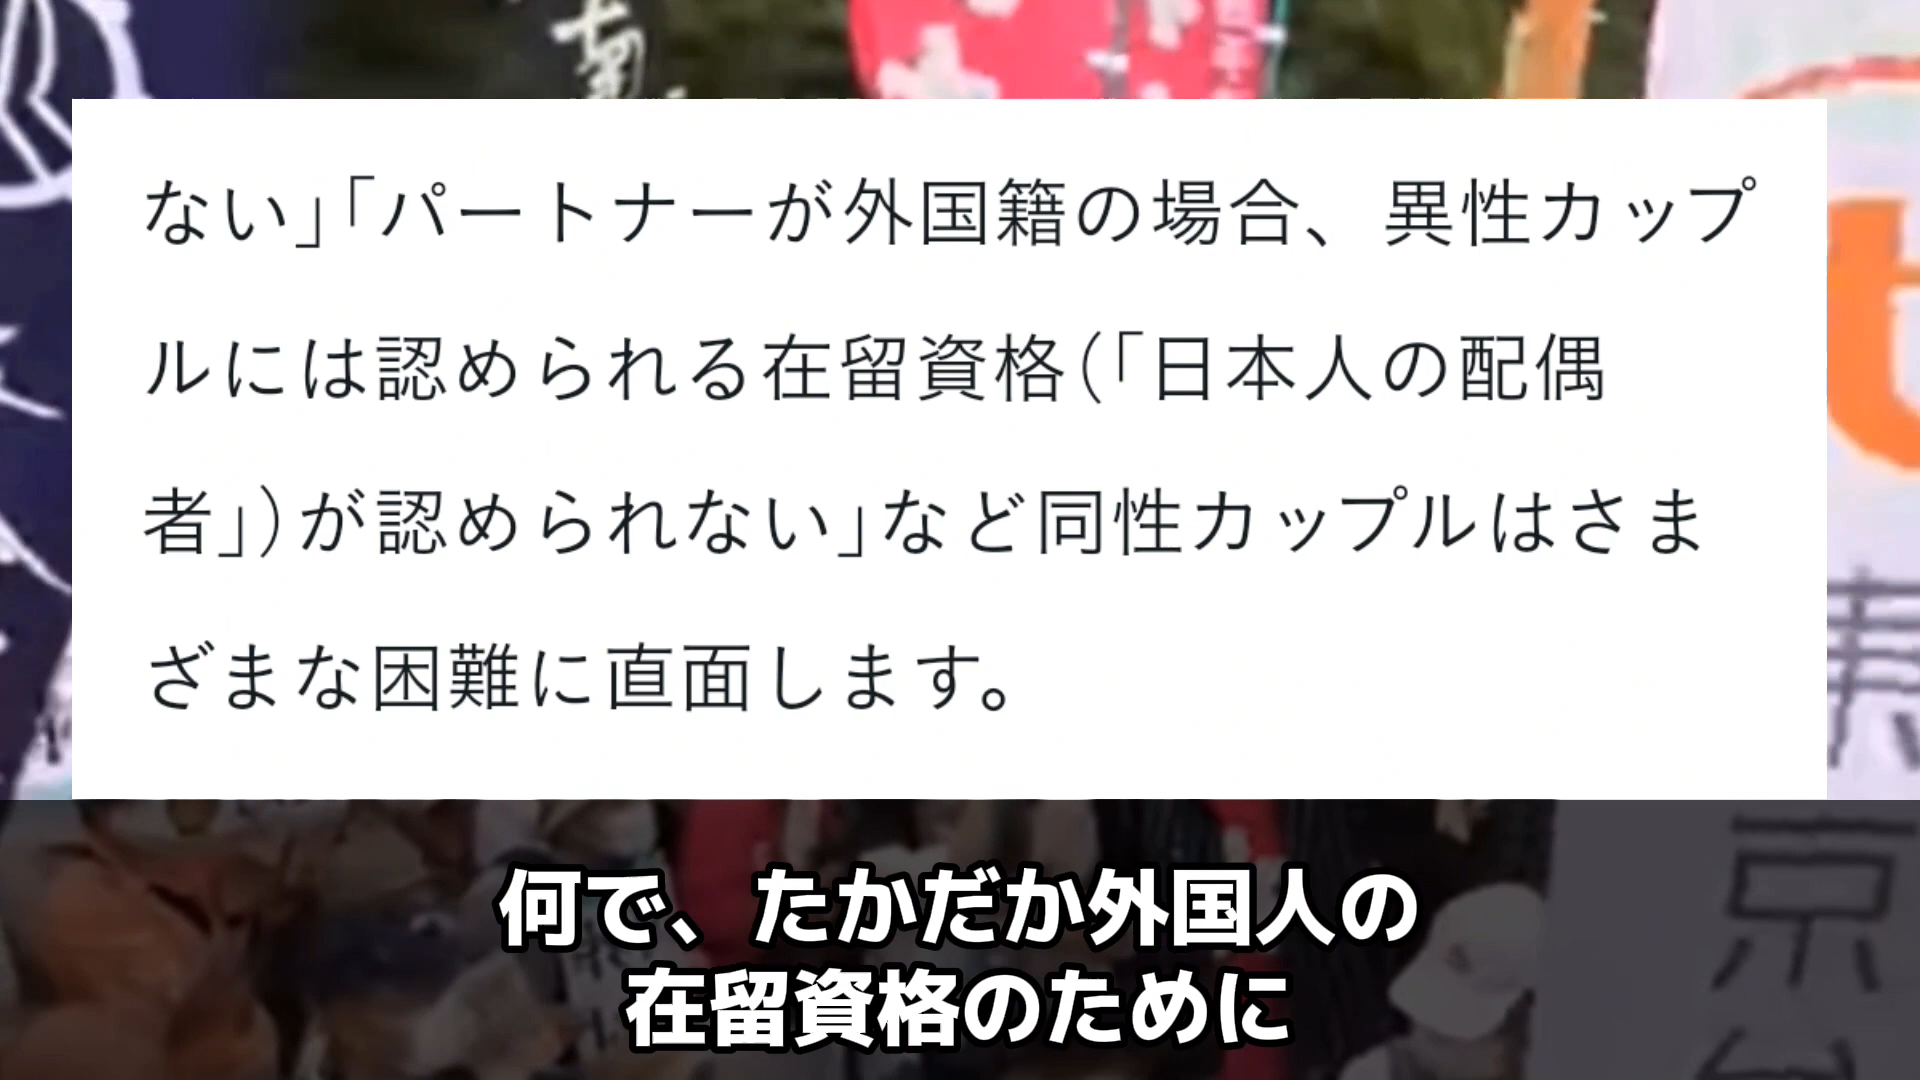 南
ない」「パートナーが外国籍の場合、異性カップ
ルには認められる在留資格（「日本人の配偶
者」）が認められない」など同性カップルはさま
ざまな困難に直面します。
何で、たかだか外国人の
在留資格のために
京